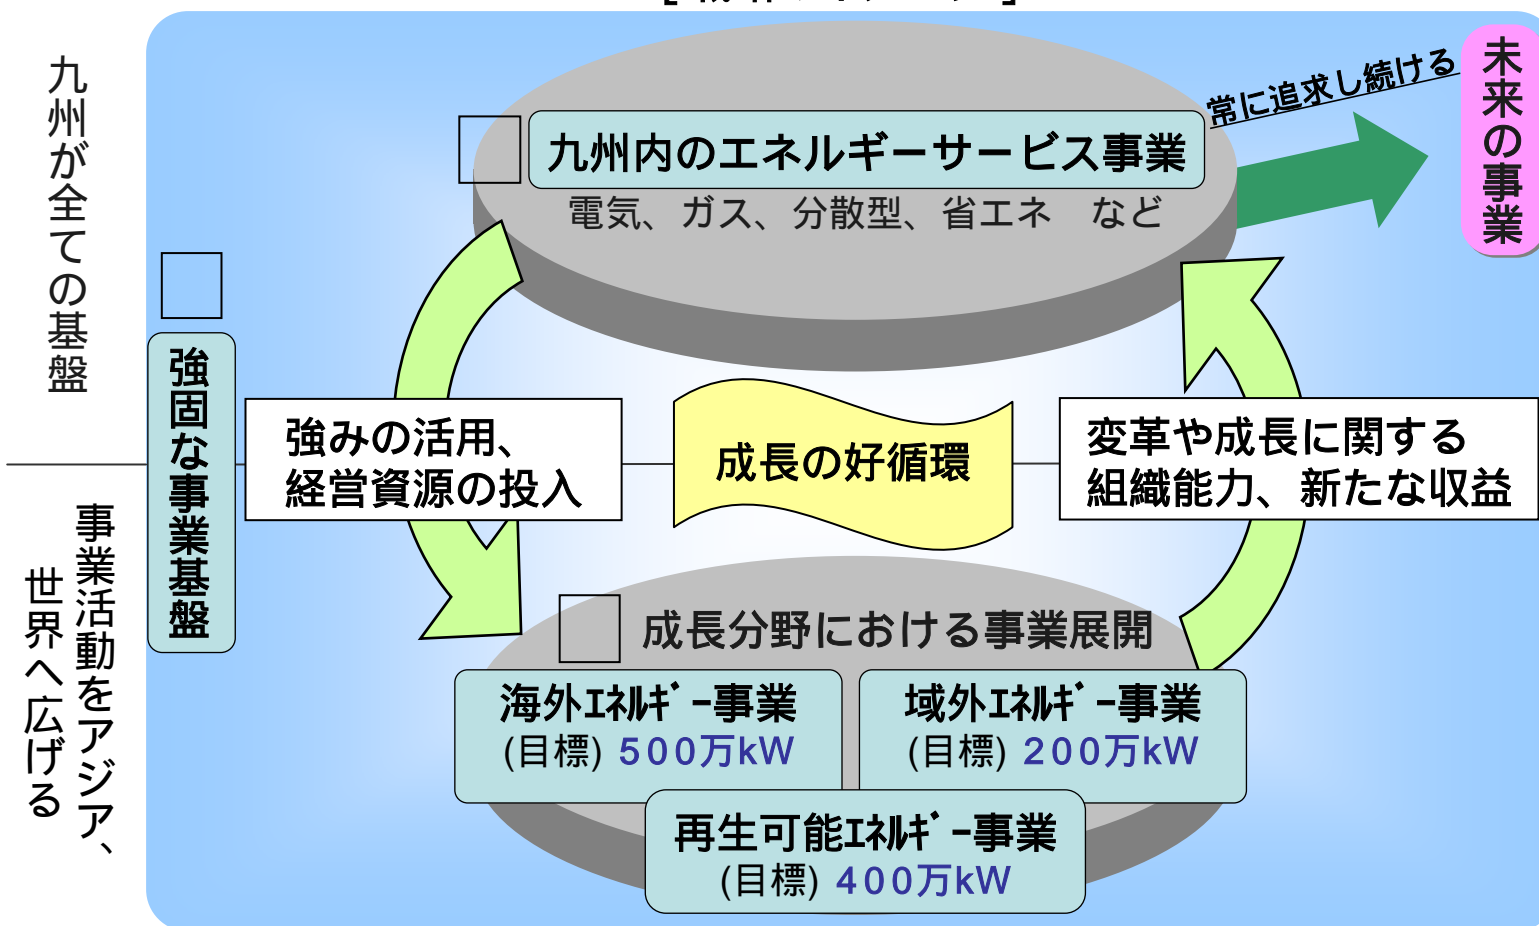 九州が全ての基盤
事業活動をアジア、
世界へ広げる
強固な事業基盤
九州内のエネルギーサービス事業
電気、ガス、分散型、省エネ　など
常に追求し続ける
未来の事業
強みの活用、
経営資源の投入
成長の好循環
変革や成長に関する
組織能力、新たな収益
成長分野における事業展開
海外ｴﾈﾙｷﾞｰ事業
(目標) 500万kW
域外ｴﾈﾙｷﾞｰ事業
(目標) 200万kW
再生可能ｴﾈﾙｷﾞｰ事業
(目標) 400万kW